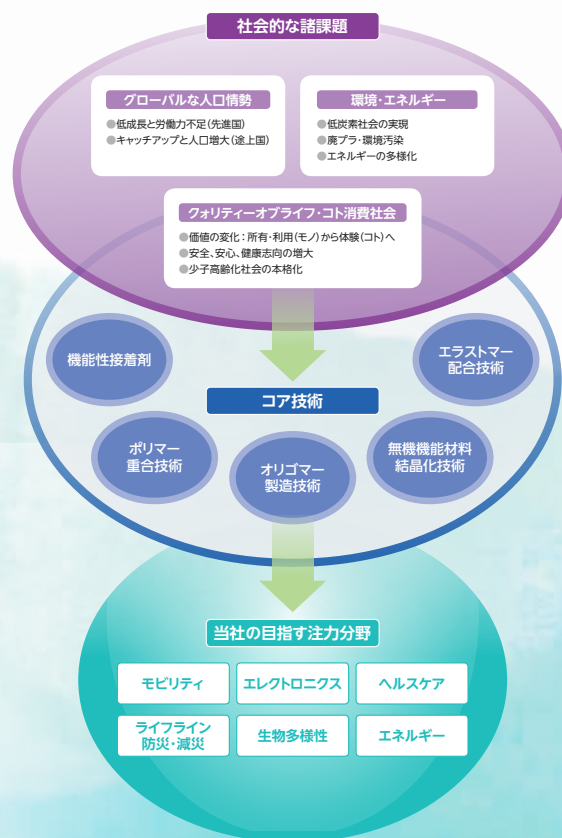 社会的な諸課題
グローバルな人口情勢
●低成長と労働力不足(先進国)
●キャッチアップと人口増大(途上国)
環境・エネルギー
●低炭素社会の実現
●廃プラ・環境汚染
●エネルギーの多様化
クォリティーオブライフ・コト消費社会
●価値の変化:所有・利用(モノ)から体験(コト)へ
●安全、安心、健康志向の増大
●少子高齢化社会の本格化
機能性接着剤
エラストマー
配合技術
コア技術
ポリマー
重合技術
オリゴマー
製造技術
無機機能材料
結晶化技術
当社の目指す注力分野
モビリティ
エレクトロニクス
ヘルスケア
ライフライン
防災・減災
生物多様性
エネルギー